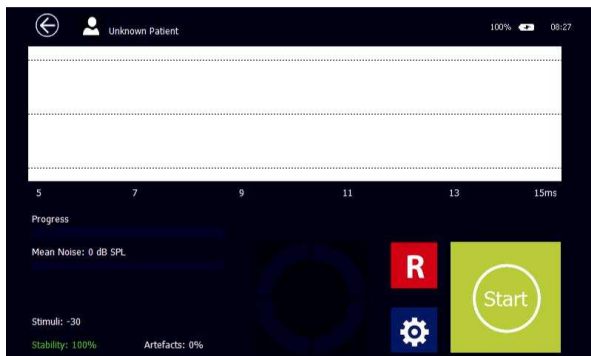 Unknown Patient 100% 08:27
5 7 9 11 13 15ms
Progress
Mean Noise: 0 dB SPL
R
Start
Stimuli: -30
Stability: 100% Artefacts: 0%